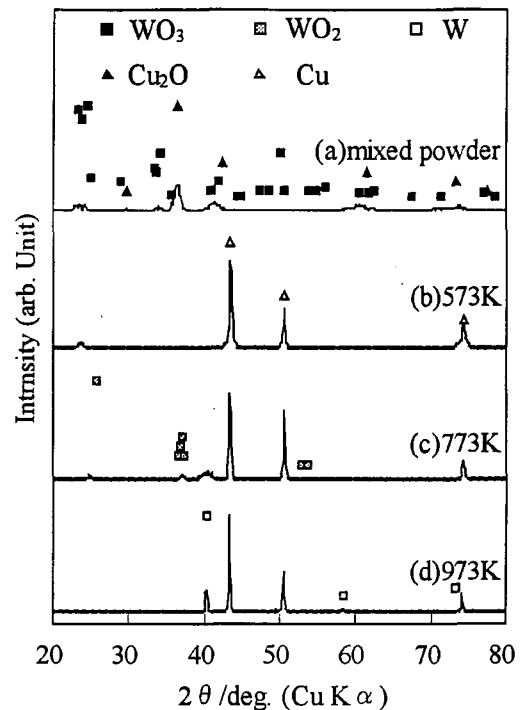 ■ WO₃ ▩ WO₂ □ W
▲ Cu₂O △ Cu
(a)mixed powder
(b)573K
(c)773K
(d)973K
Intrnsity (arb. Unit)
20 30 40 50 60 70 80
2 θ /deg. (Cu K α)